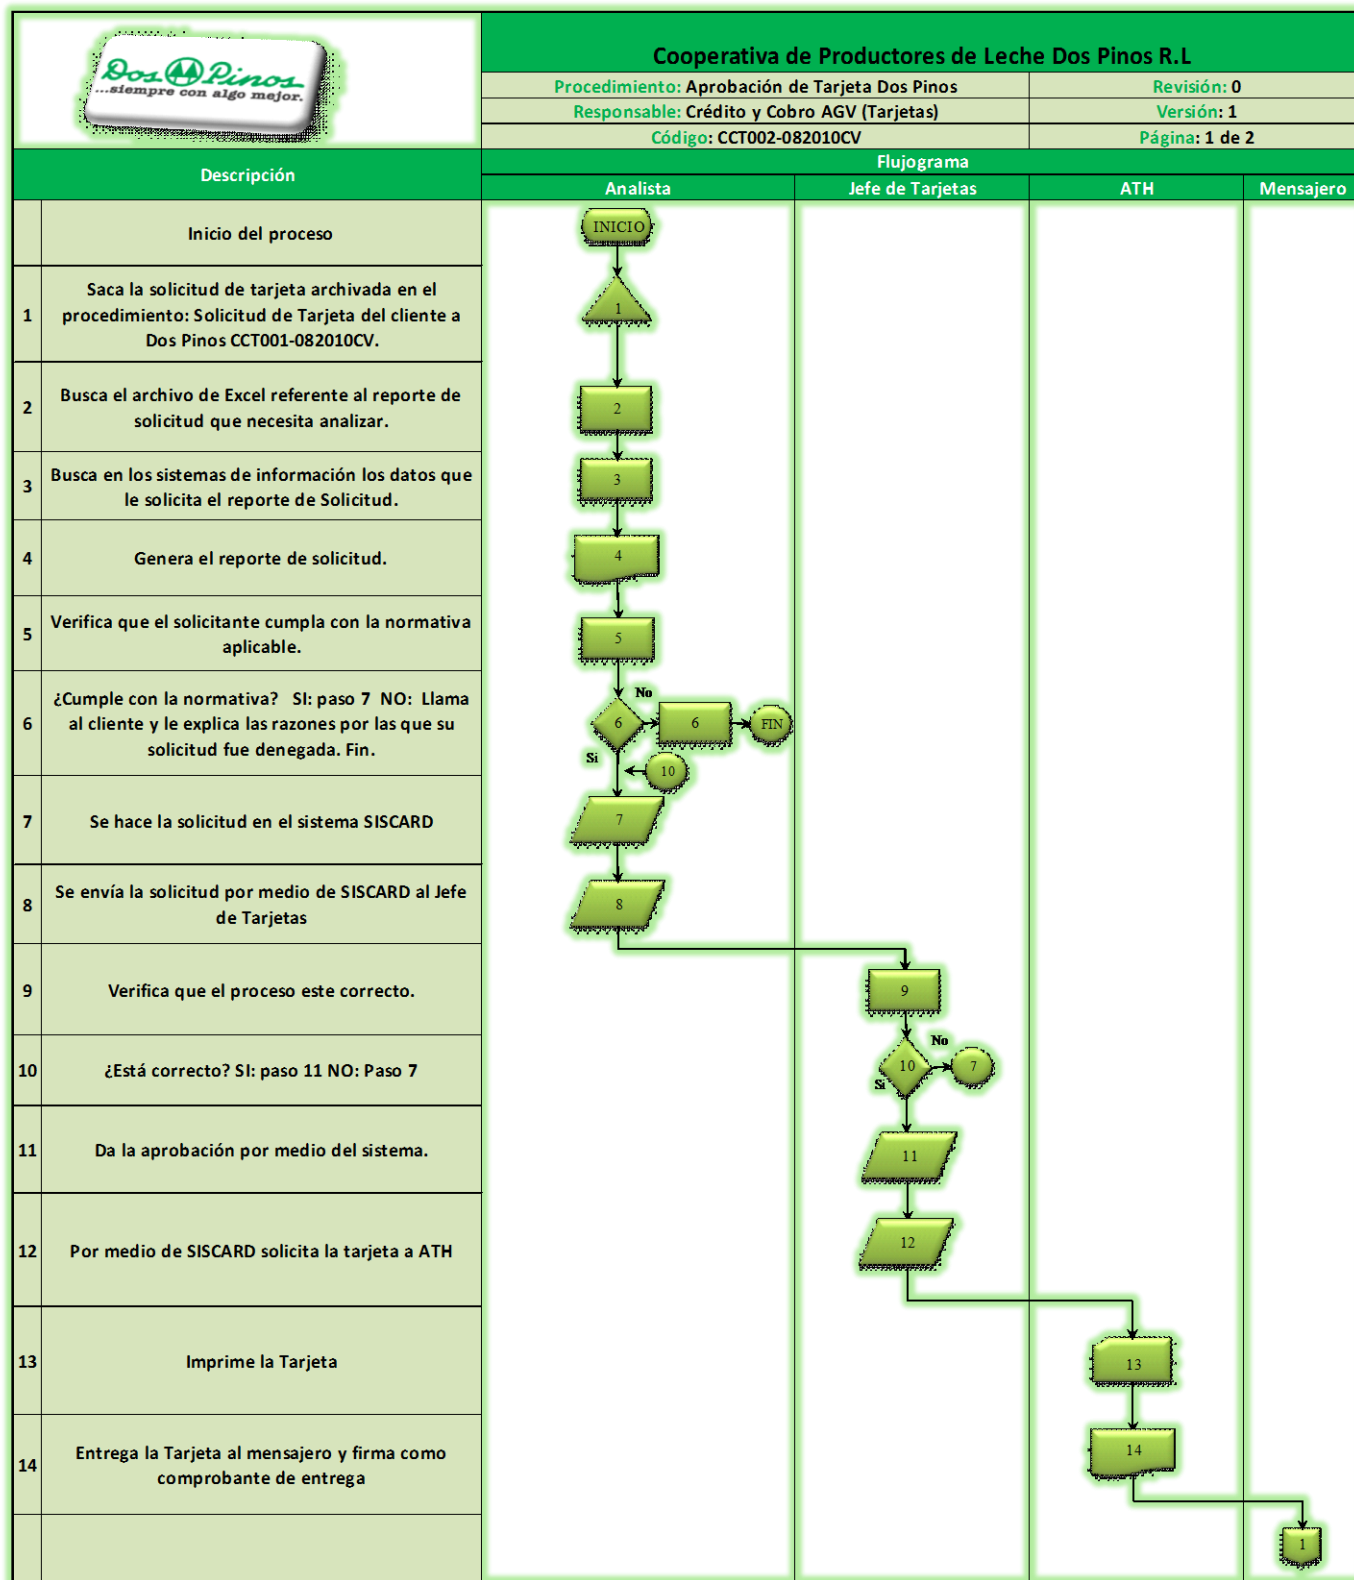 Dos Pinos
...siempre con algo mejor.
Cooperativa de Productores de Leche Dos Pinos R.L
Procedimiento: Aprobación de Tarjeta Dos Pinos
Revisión: 0
Responsable: Crédito y Cobro AGV (Tarjetas)
Versión: 1
Código: CCT002-082010CV
Página: 1 de 2
Descripción
Flujograma
Analista
Jefe de Tarjetas
ATH
Mensajero
Inicio del proceso
INICIO
1
Saca la solicitud de tarjeta archivada en el
procedimiento: Solicitud de Tarjeta del cliente a
Dos Pinos CCT001-082010CV.
1
2
Busca el archivo de Excel referente al reporte de
solicitud que necesita analizar.
2
3
Busca en los sistemas de información los datos que
le solicita el reporte de Solicitud.
3
4
Genera el reporte de solicitud.
4
5
Verifica que el solicitante cumpla con la normativa
aplicable.
5
6
¿Cumple con la normativa?   SI: paso 7  NO:  Llama
al cliente y le explica las razones por las que su
solicitud fue denegada. Fin.
6
No
6
FIN
Si
10
7
Se hace la solicitud en el sistema SISCARD
7
8
Se envía la solicitud por medio de SISCARD al Jefe
de Tarjetas
8
9
Verifica que el proceso este correcto.
9
10
¿Está correcto? SI: paso 11 NO: Paso 7
10
No
7
Si
11
Da la aprobación por medio del sistema.
11
12
Por medio de SISCARD solicita la tarjeta a ATH
12
13
Imprime la Tarjeta
13
14
Entrega la Tarjeta al mensajero y firma como
comprobante de entrega
14
1